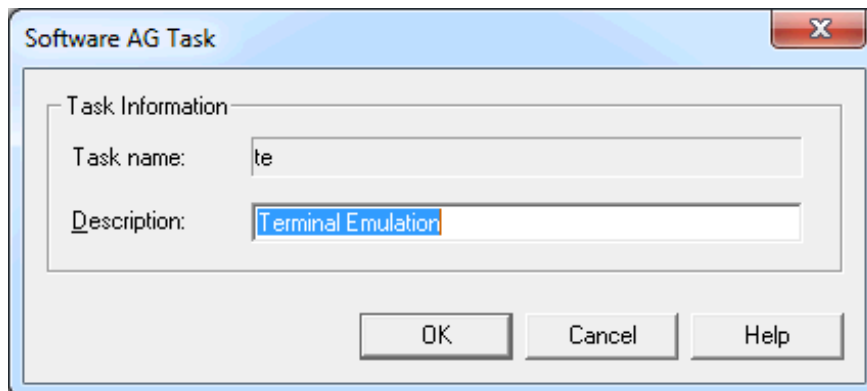 Software AG Task
Task Information
Task name: te
Description: Terminal Emulation
OK Cancel Help